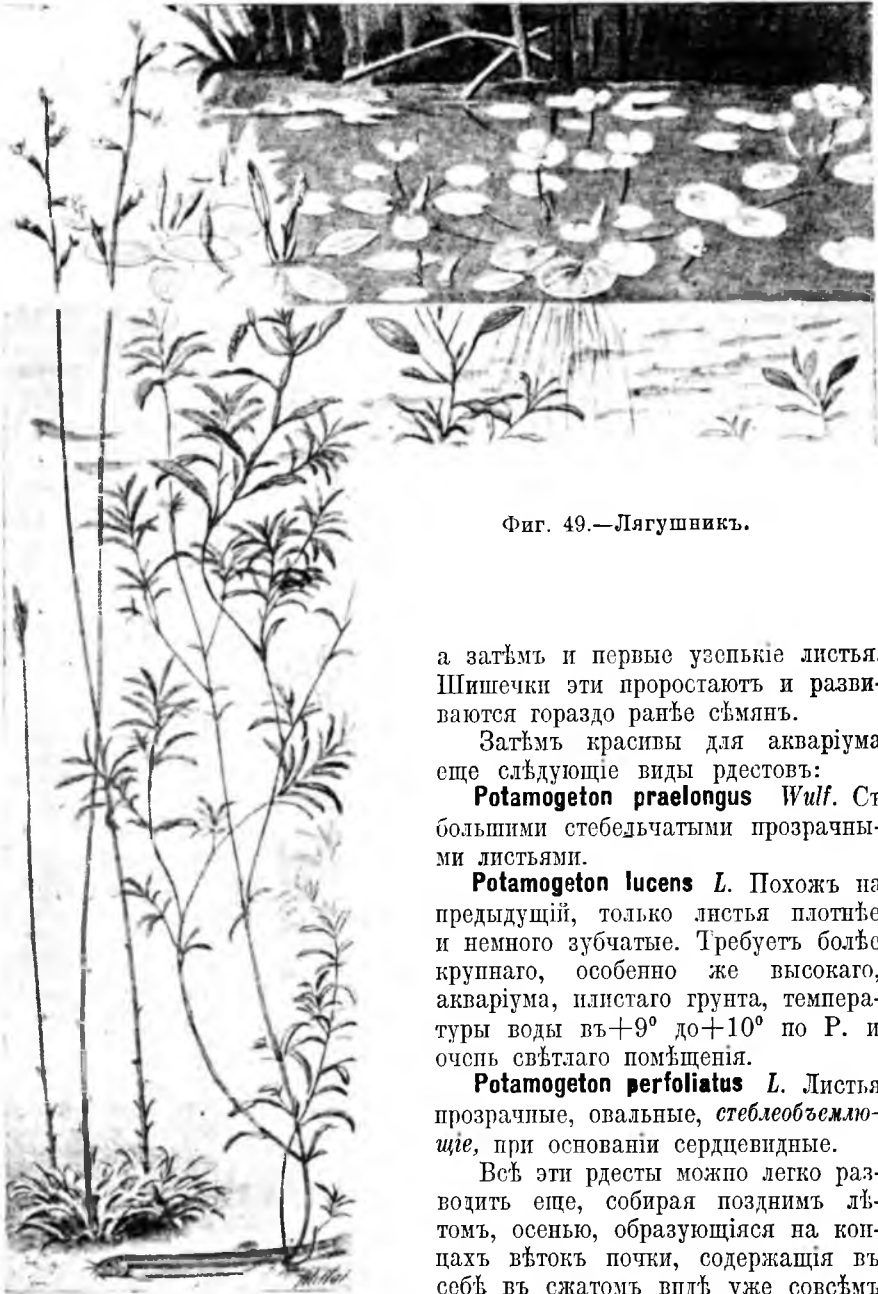 Фиг. 49.—Лягушникъ.
а затѣмъ и первые узенькіе листья.
Шишечки эти проростаютъ и разви-
ваются гораздо ранѣе сѣмянъ.
Затѣмъ красивы для акваріума
еще слѣдующіе виды рдестовъ:
Potamogeton praelongus Wulf. Съ
большими стебельчатыми прозрачны-
ми листьями.
Potamogeton lucens L. Похожъ на
предыдущій, только листья плотнѣе
и немного зубчатые. Требуетъ болѣе
крупнаго, особенно же высокаго,
акваріума, илистаго грунта, темпера-
туры воды въ+9° до+10° по Р. и
очень свѣтлаго помѣщенія.
Potamogeton perfoliatus L. Листья
прозрачные, овальные, стеблеобъемлю-
щіе, при основаніи сердцевидные.
Всѣ эти рдесты можно легко раз-
водить еще, собирая позднимъ лѣ-
томъ, осенью, образующіяся на кон-
цахъ вѣтокъ почки, содержащія въ
себѣ въ сжатомъ видѣ уже совсѣмъ